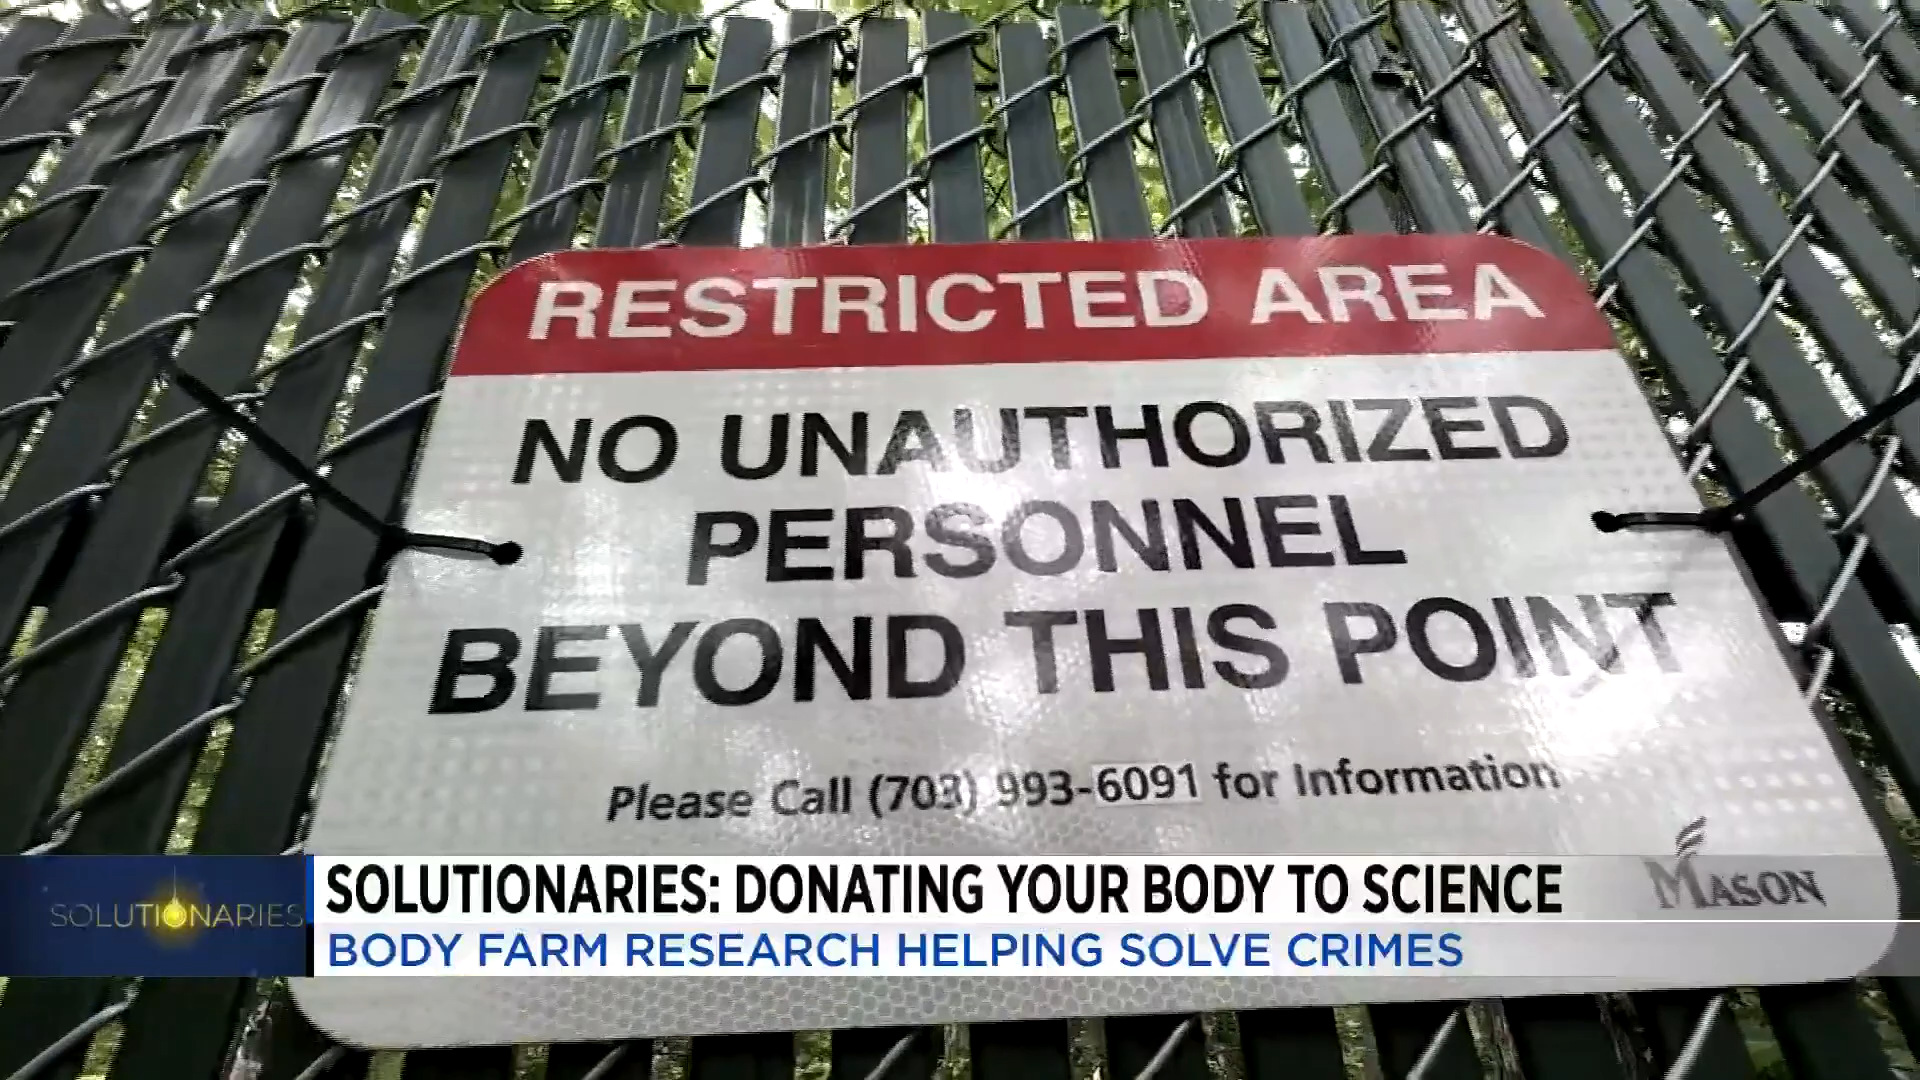 RESTRICTED AREA
NO UNAUTHORIZED
PERSONNEL
BEYOND THIS POINT
Please Call (703) 993-6091 for Information
MASON
SOLUTIONARIES
SOLUTIONARIES: DONATING YOUR BODY TO SCIENCE
BODY FARM RESEARCH HELPING SOLVE CRIMES